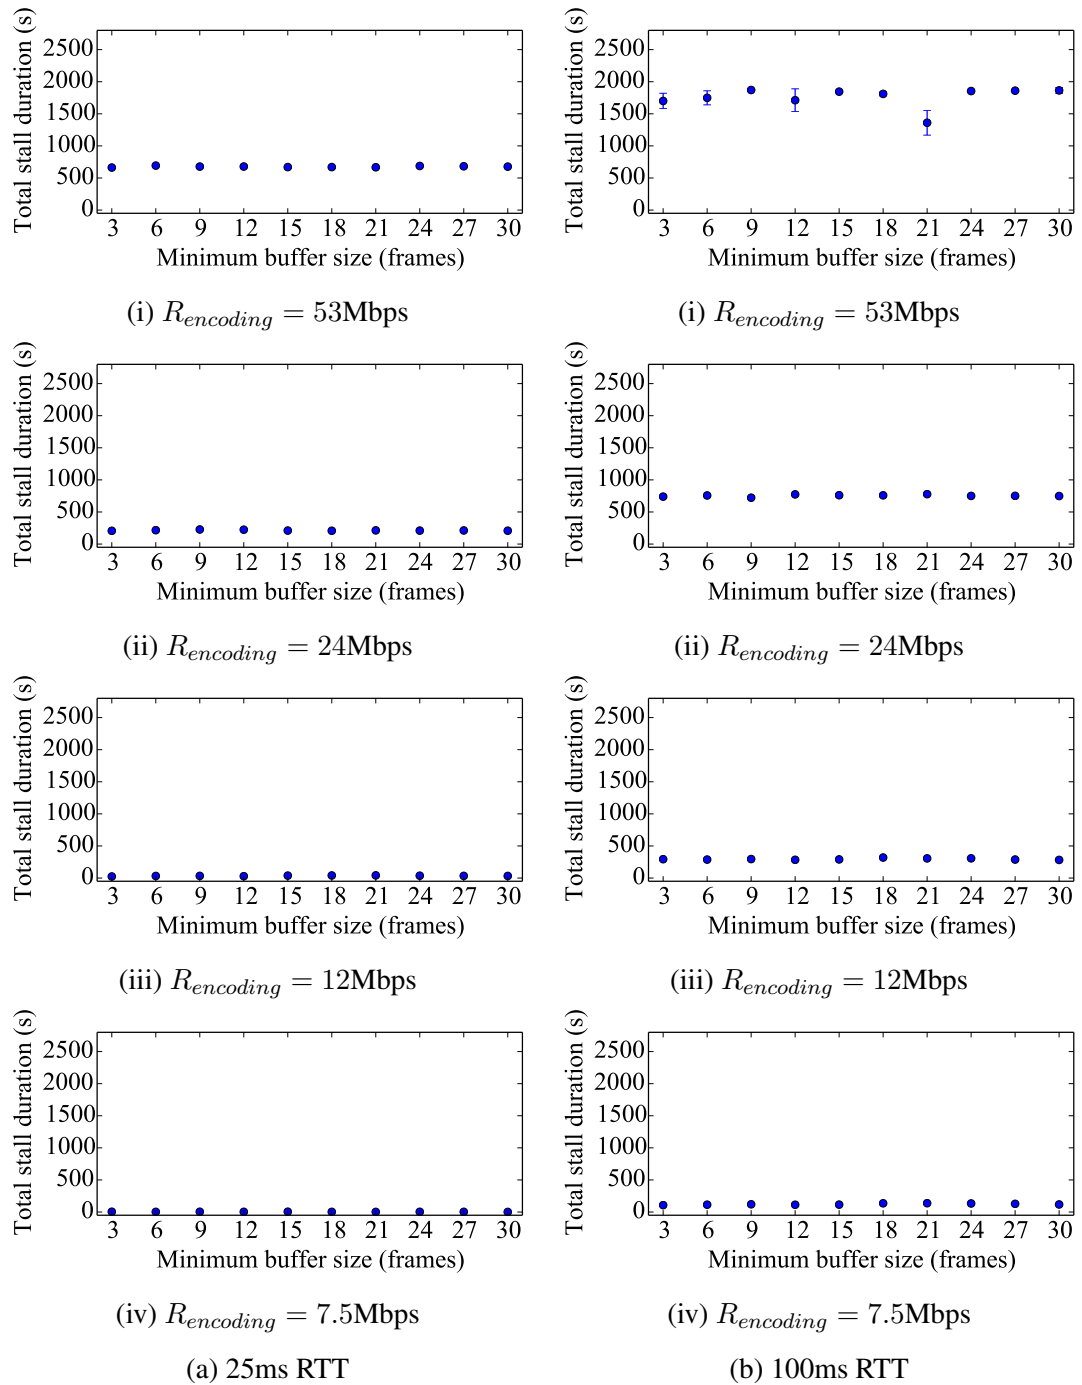 Total stall duration (s)
2500
2000
1500
1000
500
0
3 6 9 12 15 18 21 24 27 30
Minimum buffer size (frames)
(i) R_encoding = 53Mbps
Total stall duration (s)
2500
2000
1500
1000
500
0
3 6 9 12 15 18 21 24 27 30
Minimum buffer size (frames)
(i) R_encoding = 53Mbps
Total stall duration (s)
2500
2000
1500
1000
500
0
3 6 9 12 15 18 21 24 27 30
Minimum buffer size (frames)
(ii) R_encoding = 24Mbps
Total stall duration (s)
2500
2000
1500
1000
500
0
3 6 9 12 15 18 21 24 27 30
Minimum buffer size (frames)
(ii) R_encoding = 24Mbps
Total stall duration (s)
2500
2000
1500
1000
500
0
3 6 9 12 15 18 21 24 27 30
Minimum buffer size (frames)
(iii) R_encoding = 12Mbps
Total stall duration (s)
2500
2000
1500
1000
500
0
3 6 9 12 15 18 21 24 27 30
Minimum buffer size (frames)
(iii) R_encoding = 12Mbps
Total stall duration (s)
2500
2000
1500
1000
500
0
3 6 9 12 15 18 21 24 27 30
Minimum buffer size (frames)
(iv) R_encoding = 7.5Mbps
Total stall duration (s)
2500
2000
1500
1000
500
0
3 6 9 12 15 18 21 24 27 30
Minimum buffer size (frames)
(iv) R_encoding = 7.5Mbps
(a) 25ms RTT
(b) 100ms RTT